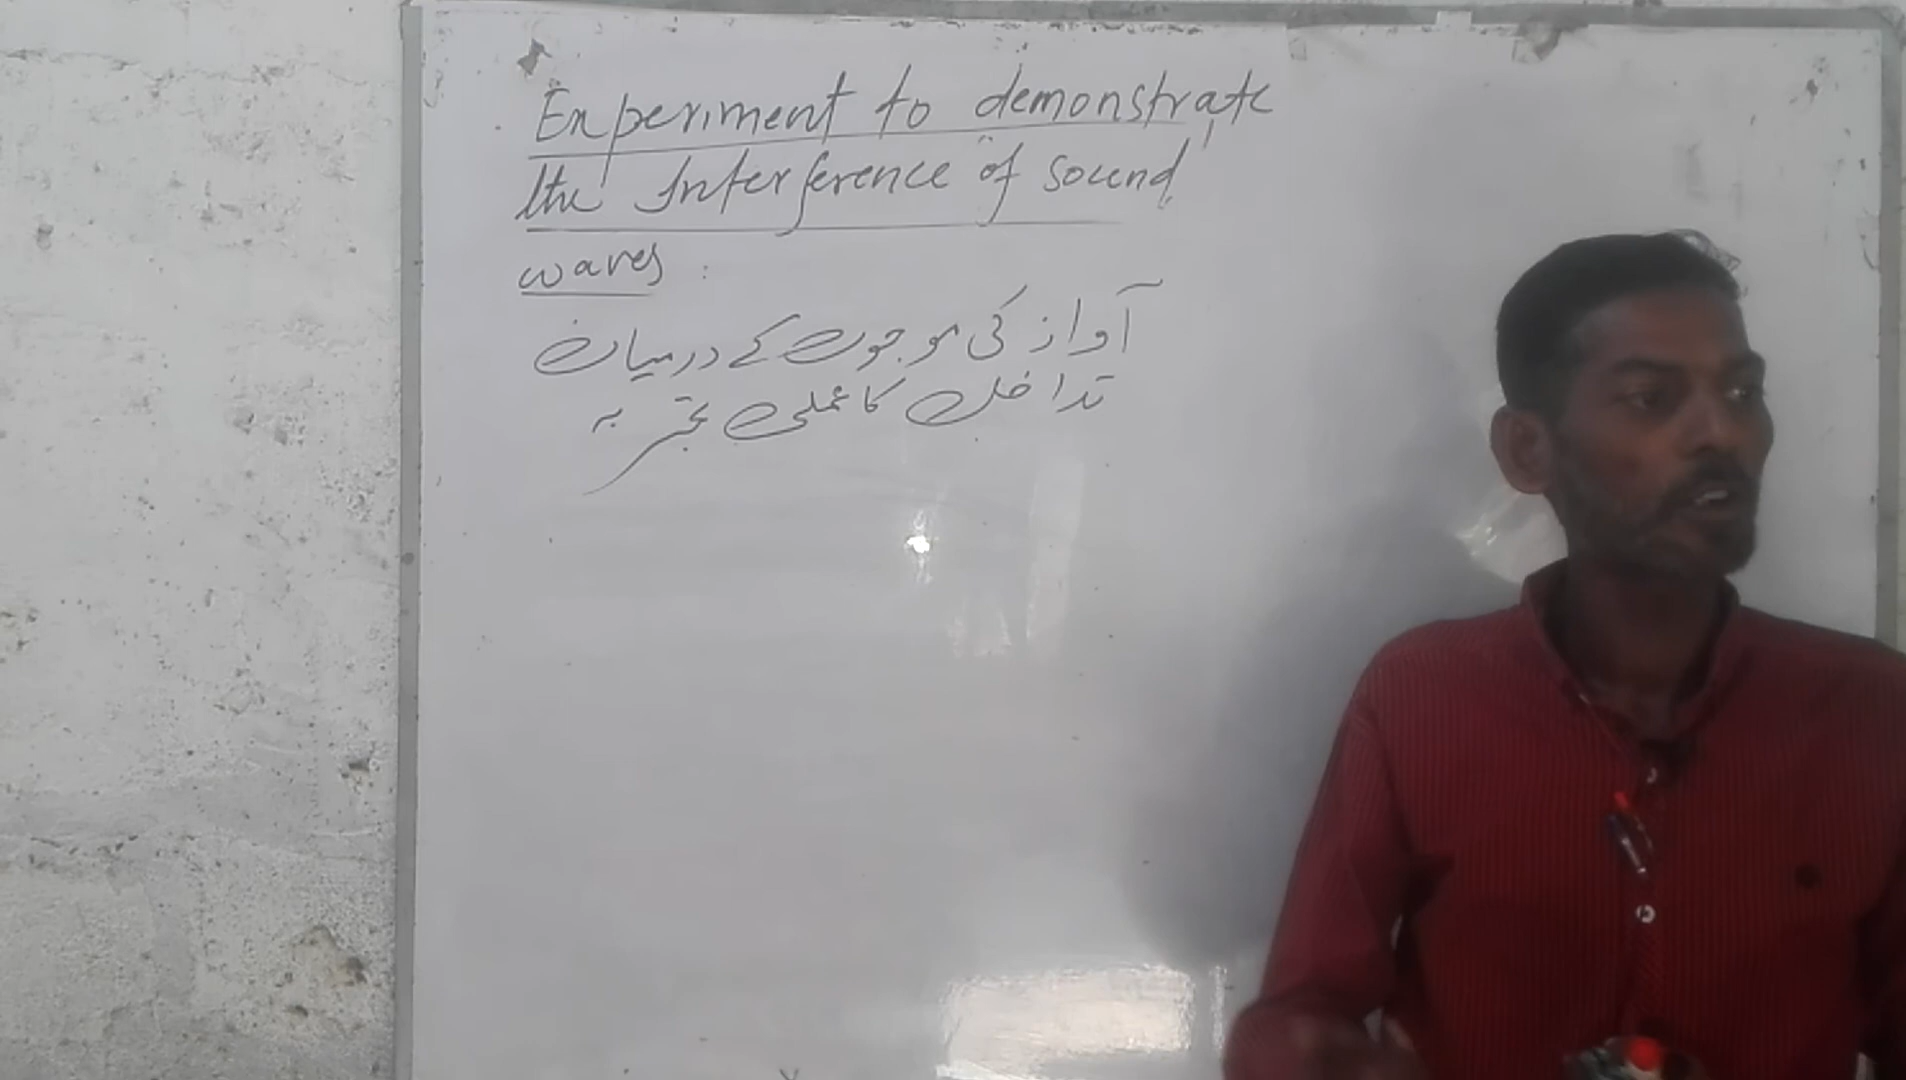 Experiment to demonstrate
the Interference of sound
waves :
آواز کی موجوں کے درمیان
تداخل کا عملی تجربہ